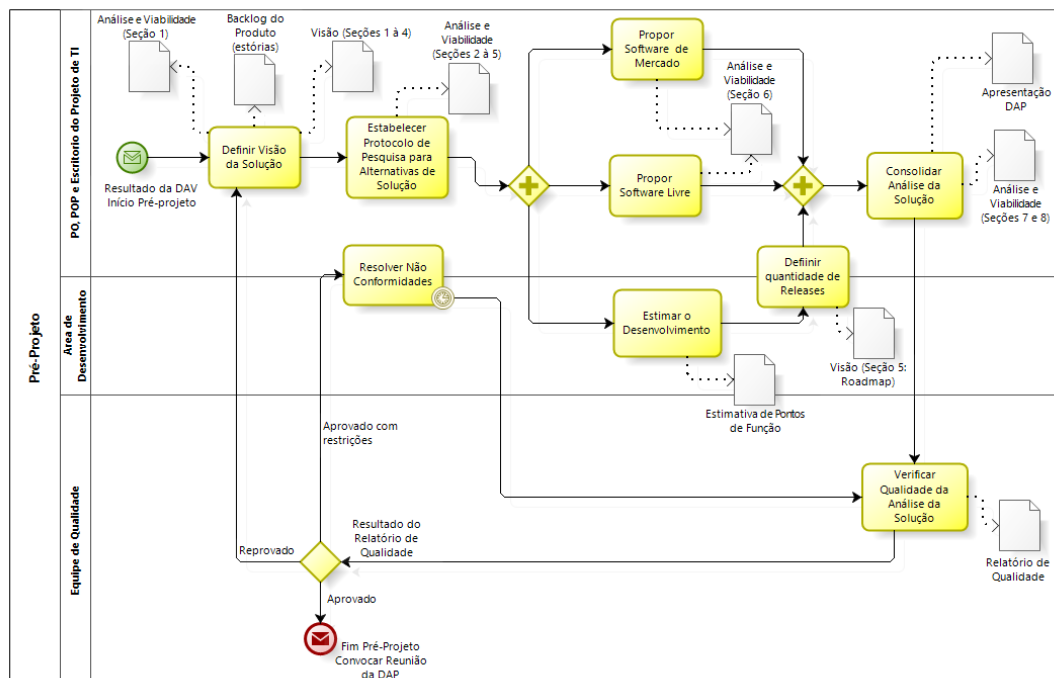 Pré-Projeto
PO, POP e Escritorio do Projeto de TI
Análise e Viabilidade
(Seção 1)
Backlog do
Produto
(estórias)
Visão (Seções 1 à 4)
Análise e
Viabilidade
(Seções 2 à 5)
Resultado da DAV
Início Pré-projeto
Definir Visão
da Solução
Estabelecer
Protocolo de
Pesquisa para
Alternativas de
Solução
Propor
Software de
Mercado
Análise e
Viabilidade
(Seção 6)
Propor
Software Livre
Consolidar
Análise da
Solução
Apresentação
DAP
Análise e
Viabilidade
(Seções 7 e 8)
Resolver Não
Conformidades
Defiinir
quantidade de
Releases
Área de
Desenvolvimento
Estimar o
Desenvolvimento
Visão (Seção 5:
Roadmap)
Estimativa de Pontos
de Função
Equipe de Qualidade
Aprovado com
restrições
Verificar
Qualidade da
Análise da
Solução
Relatório de
Qualidade
Resultado do
Relatório de
Qualidade
Reprovado
Aprovado
Fim Pré-Projeto
Convocar Reunião
da DAP